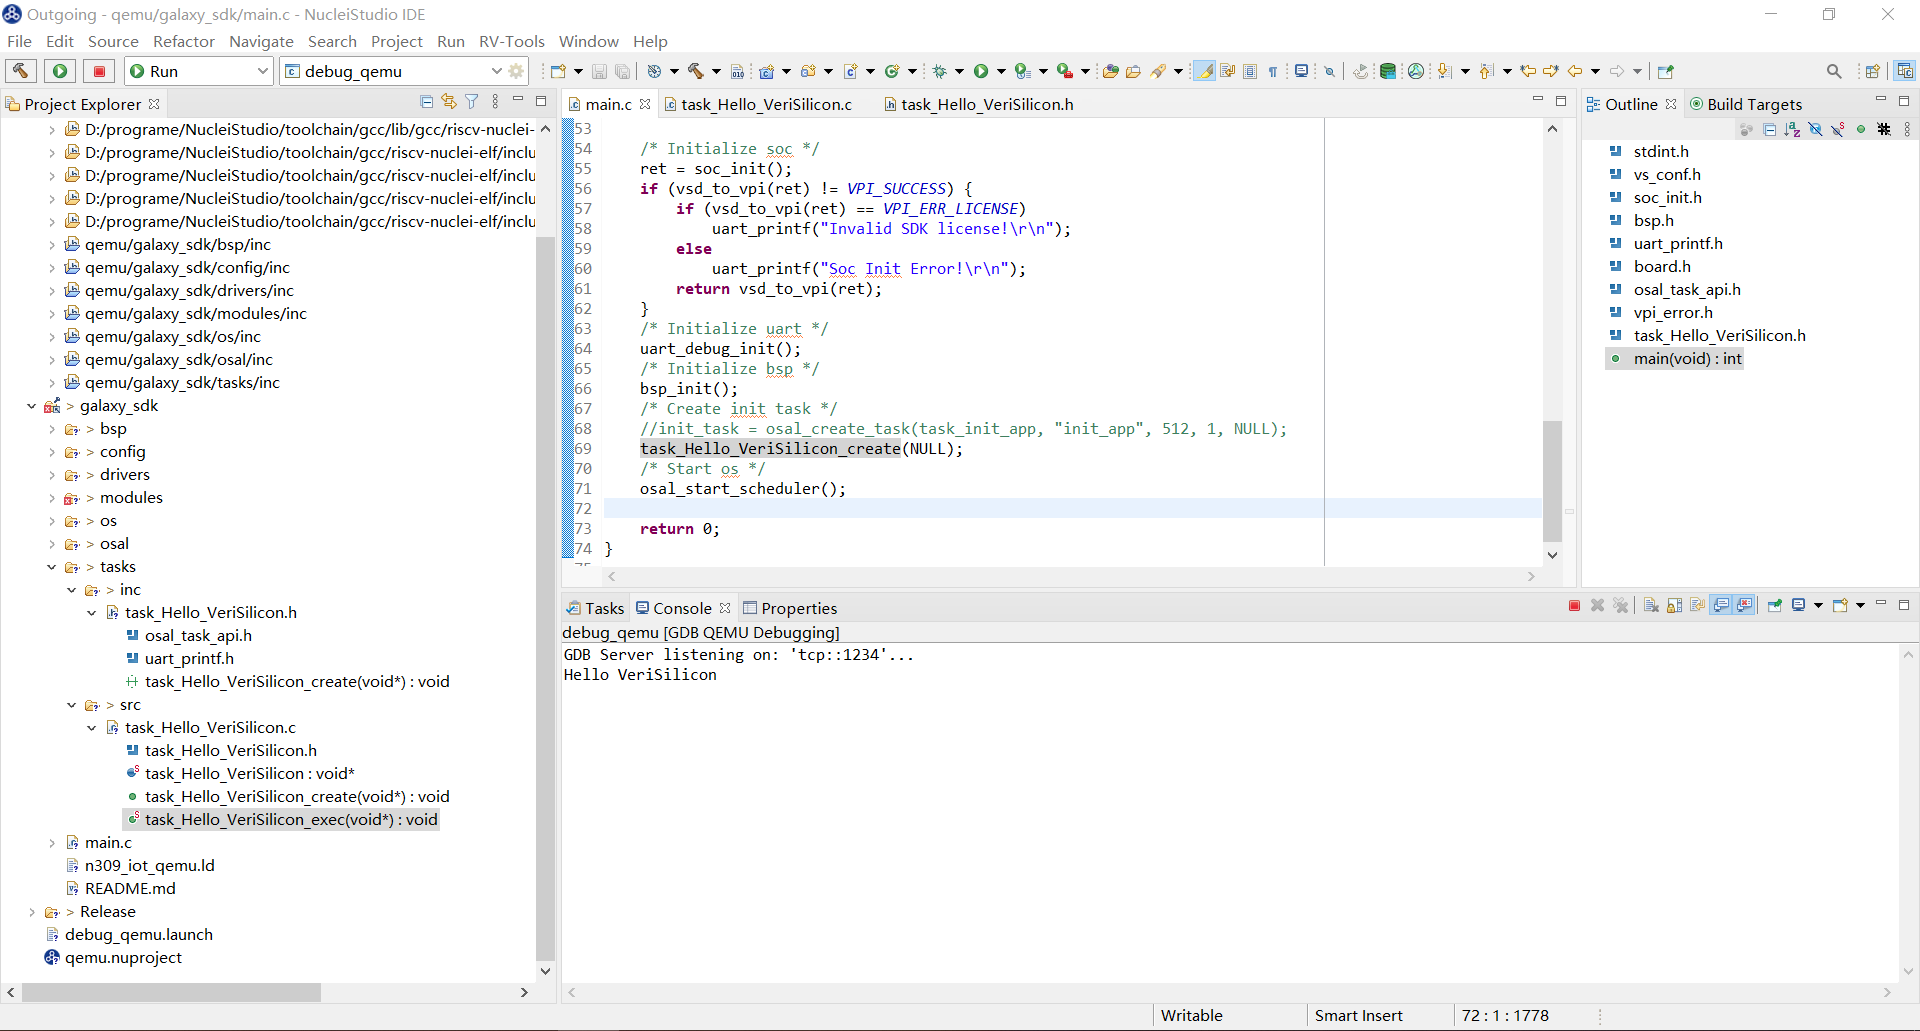 Outgoing - qemu/galaxy_sdk/main.c - NucleiStudio IDE
File Edit Source Refactor Navigate Search Project Run RV-Tools Window Help
Run
debug_qemu
Project Explorer
D:/programe/NucleiStudio/toolchain/gcc/lib/gcc/riscv-nuclei-
D:/programe/NucleiStudio/toolchain/gcc/riscv-nuclei-elf/inclu
D:/programe/NucleiStudio/toolchain/gcc/riscv-nuclei-elf/inclu
D:/programe/NucleiStudio/toolchain/gcc/riscv-nuclei-elf/inclu
D:/programe/NucleiStudio/toolchain/gcc/riscv-nuclei-elf/inclu
qemu/galaxy_sdk/bsp/inc
qemu/galaxy_sdk/config/inc
qemu/galaxy_sdk/drivers/inc
qemu/galaxy_sdk/modules/inc
qemu/galaxy_sdk/os/inc
qemu/galaxy_sdk/osal/inc
qemu/galaxy_sdk/tasks/inc
> galaxy_sdk
> bsp
> config
> drivers
> modules
> os
> osal
> tasks
> inc
task_Hello_VeriSilicon.h
osal_task_api.h
uart_printf.h
task_Hello_VeriSilicon_create(void*) : void
> src
task_Hello_VeriSilicon.c
task_Hello_VeriSilicon.h
task_Hello_VeriSilicon : void*
task_Hello_VeriSilicon_create(void*) : void
task_Hello_VeriSilicon_exec(void*) : void
main.c
n309_iot_qemu.ld
README.md
> Release
debug_qemu.launch
qemu.nuproject
main.c task_Hello_VeriSilicon.c task_Hello_VeriSilicon.h
53
54 /* Initialize soc */
55 ret = soc_init();
56 if (vsd_to_vpi(ret) != VPI_SUCCESS) {
57 if (vsd_to_vpi(ret) == VPI_ERR_LICENSE)
58 uart_printf("Invalid SDK license!\r\n");
59 else
60 uart_printf("Soc Init Error!\r\n");
61 return vsd_to_vpi(ret);
62 }
63 /* Initialize uart */
64 uart_debug_init();
65 /* Initialize bsp */
66 bsp_init();
67 /* Create init task */
68 //init_task = osal_create_task(task_init_app, "init_app", 512, 1, NULL);
69 task_Hello_VeriSilicon_create(NULL);
70 /* Start os */
71 osal_start_scheduler();
72
73 return 0;
74 }
Outline Build Targets
stdint.h
vs_conf.h
soc_init.h
bsp.h
uart_printf.h
board.h
osal_task_api.h
vpi_error.h
task_Hello_VeriSilicon.h
main(void) : int
Tasks Console Properties
debug_qemu [GDB QEMU Debugging]
GDB Server listening on: 'tcp::1234'...
Hello VeriSilicon
Writable Smart Insert 72 : 1 : 1778